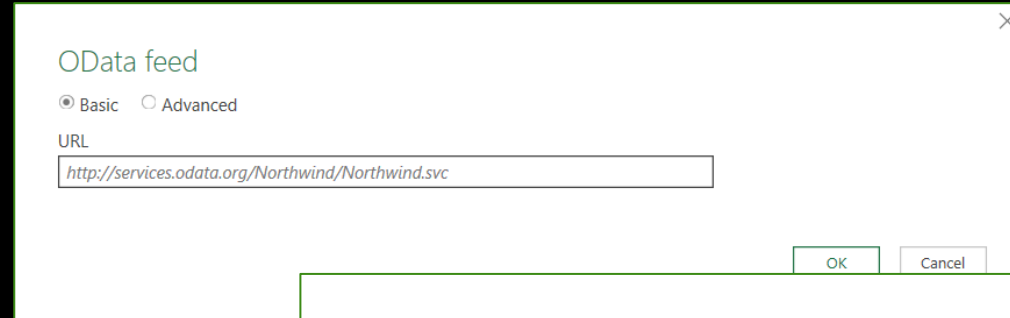 OData feed
Basic Advanced
URL
http://services.odata.org/Northwind/Northwind.svc
OK Cancel